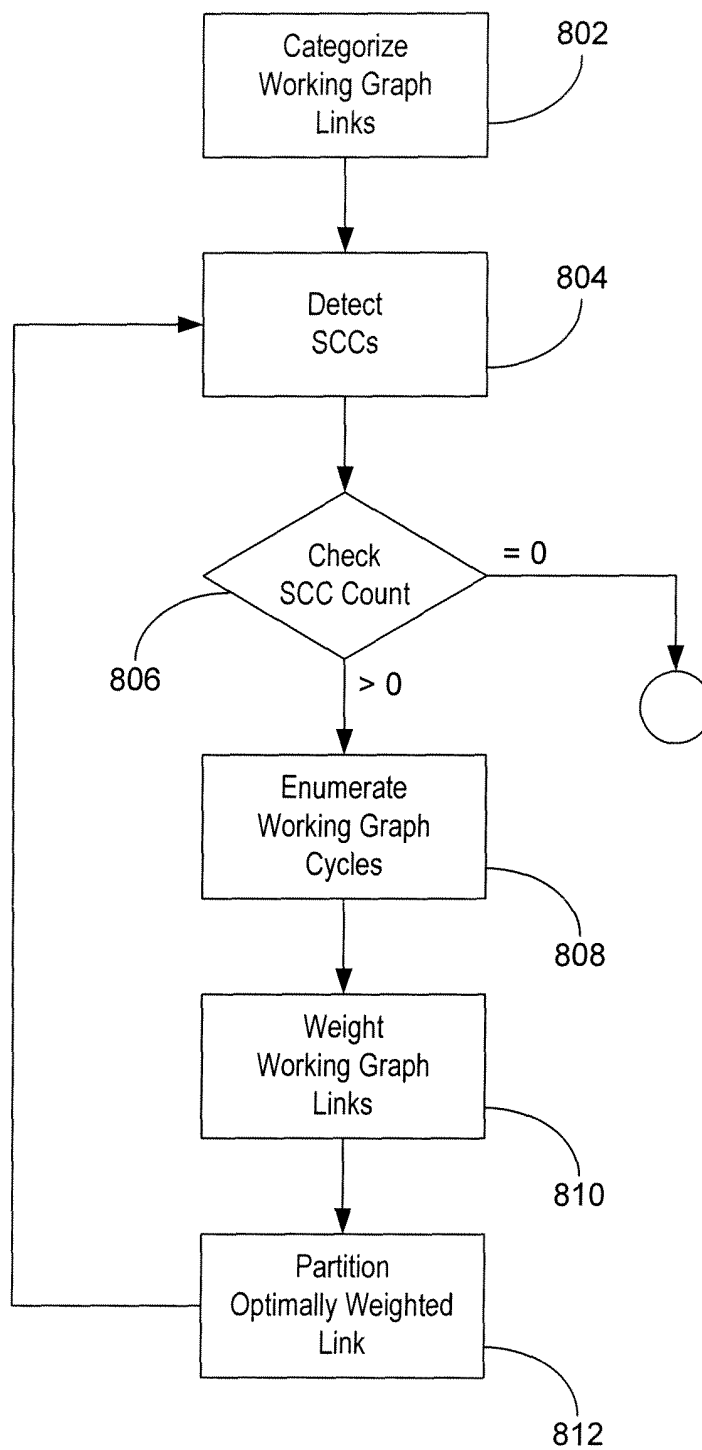 Categorize
Working Graph
Links
802
Detect
SCCs
804
Check
SCC Count
= 0
806
> 0
Enumerate
Working Graph
Cycles
808
Weight
Working Graph
Links
810
Partition
Optimally Weighted
Link
812